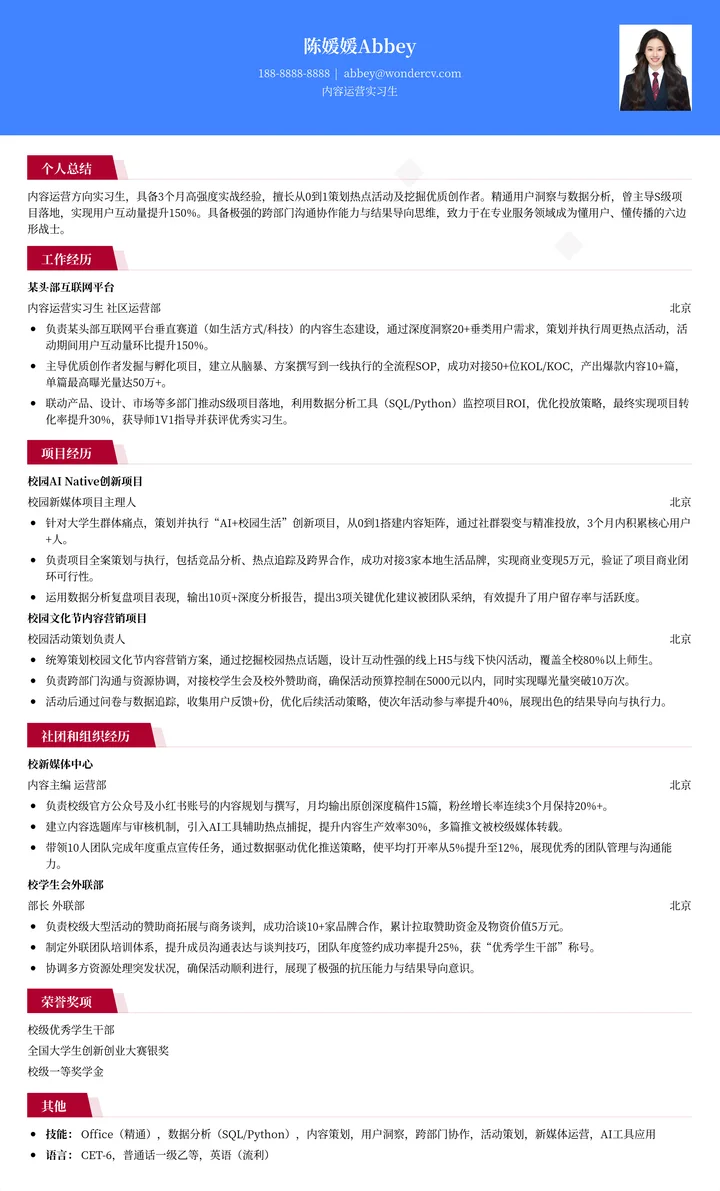 陈媛媛Abbey
188-8888-8888 | abbey@wondercv.com
内容运营实习生
个人总结
内容运营方向实习生，具备3个月高强度实战经验，擅长从0到1策划热点活动及挖掘优质创作者。精通用户洞察与数据分析，曾主导S级项
目落地，实现用户互动量提升150%。具备极强的跨部门沟通协作能力与结果导向思维，致力于在专业服务领域成为懂用户、懂传播的六边
形战士。
工作经历
某头部互联网平台
内容运营实习生 社区运营部 北京
• 负责某头部互联网平台垂直赛道（如生活方式/科技）的内容生态建设，通过深度洞察20+垂类用户需求，策划并执行周更热点活动，活
动期间用户互动量环比提升150%。
• 主导优质创作者发掘与孵化项目，建立从脑暴、方案撰写到一线执行的全流程SOP，成功对接50+位KOL/KOC，产出爆款内容10+篇，
单篇最高曝光量达50万+。
• 联动产品、设计、市场等多部门推动S级项目落地，利用数据分析工具（SQL/Python）监控项目ROI，优化投放策略，最终实现项目转
化率提升30%，获导师1V1指导并获评优秀实习生。
项目经历
校园AI Native创新项目
校园新媒体项目主理人 北京
• 针对大学生群体痛点，策划并执行“AI+校园生活”创新项目，从0到1搭建内容矩阵，通过社群裂变与精准投放，3个月内积累核心用户
+人。
• 负责项目全案策划与执行，包括竞品分析、热点追踪及跨界合作，成功对接3家本地生活品牌，实现商业变现5万元，验证了项目商业闭
环可行性。
• 运用数据分析复盘项目表现，输出10页+深度分析报告，提出3项关键优化建议被团队采纳，有效提升了用户留存率与活跃度。
校园文化节内容营销项目
校园活动策划负责人 北京
• 统筹策划校园文化节内容营销方案，通过挖掘校园热点话题，设计互动性强的线上H5与线下快闪活动，覆盖全校80%以上师生。
• 负责跨部门沟通与资源协调，对接校学生会及校外赞助商，确保活动预算控制在5000元以内，同时实现曝光量突破10万次。
• 活动后通过问卷与数据追踪，收集用户反馈+份，优化后续活动策略，使次年活动参与率提升40%，展现出色的结果导向与执行力。
社团和组织经历
校新媒体中心
内容主编 运营部 北京
• 负责校级官方公众号及小红书账号的内容规划与撰写，月均输出原创深度稿件15篇，粉丝增长率连续3个月保持20%+。
• 建立内容选题库与审核机制，引入AI工具辅助热点捕捉，提升内容生产效率30%，多篇推文被校级媒体转载。
• 带领10人团队完成年度重点宣传任务，通过数据驱动优化推送策略，使平均打开率从5%提升至12%，展现优秀的团队管理与沟通能
力。
校学生会外联部
部长 外联部 北京
• 负责校级大型活动的赞助商拓展与商务谈判，成功洽谈10+家品牌合作，累计拉取赞助资金及物资价值5万元。
• 制定外联团队培训体系，提升成员沟通表达与谈判技巧，团队年度签约成功率提升25%，获“优秀学生干部”称号。
• 协调多方资源处理突发状况，确保活动顺利进行，展现了极强的抗压能力与结果导向意识。
荣誉奖项
校级优秀学生干部
全国大学生创新创业大赛银奖
校级一等奖学金
其他
• 技能： Office（精通），数据分析（SQL/Python），内容策划，用户洞察，跨部门协作，活动策划，新媒体运营，AI工具应用
• 语言： CET-6，普通话一级乙等，英语（流利）